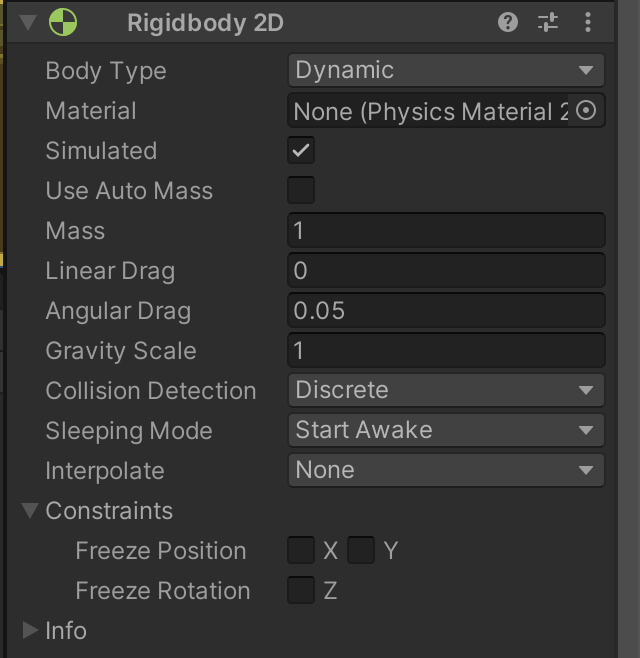 Rigidbody 2D
Body Type Dynamic
Material None (Physics Material 2
Simulated
Use Auto Mass
Mass 1
Linear Drag 0
Angular Drag 0.05
Gravity Scale 1
Collision Detection Discrete
Sleeping Mode Start Awake
Interpolate None
Constraints
Freeze Position X Y
Freeze Rotation Z
Info